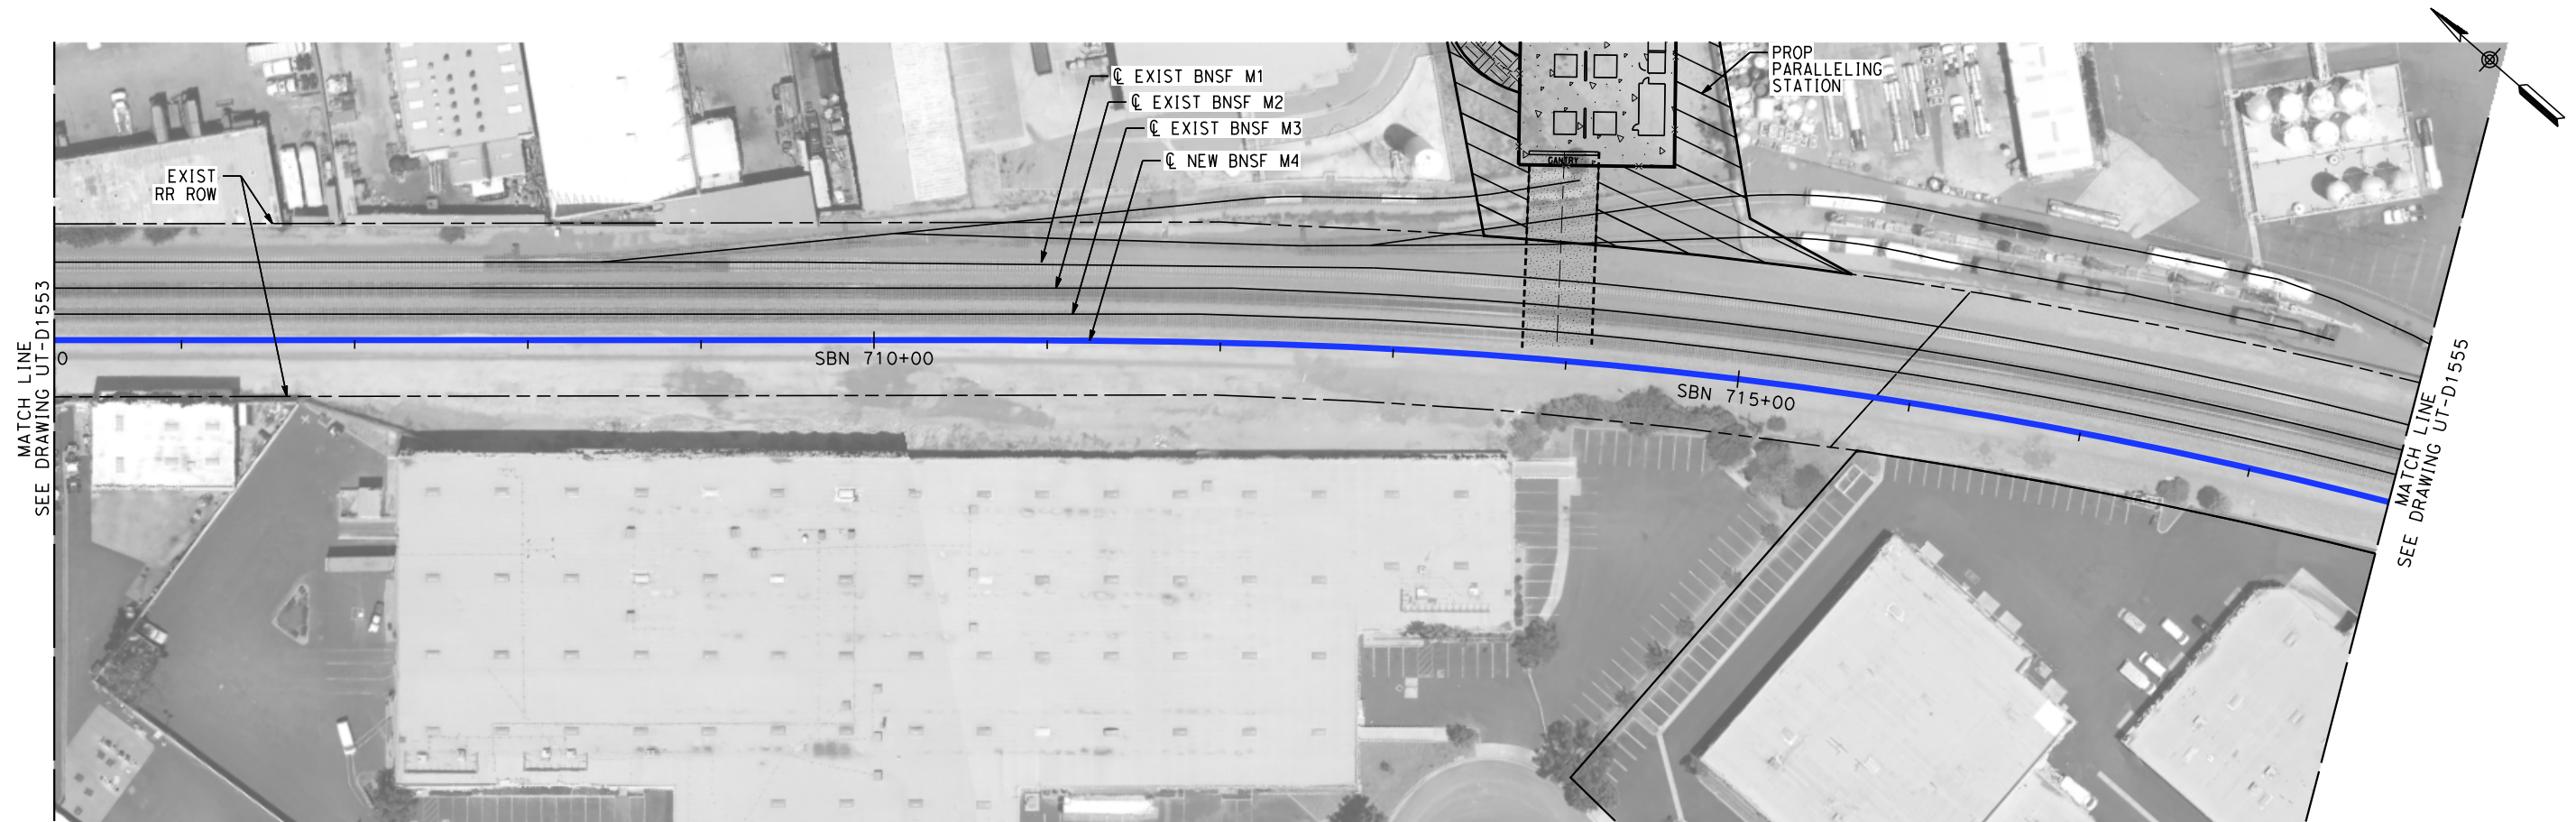 ℄ EXIST BNSF M1
℄ EXIST BNSF M2
℄ EXIST BNSF M3
℄ NEW BNSF M4
PROP
PARALLELING
STATION
GANTRY
EXIST
RR ROW
MATCH LINE
SEE DRAWING UT-D1553
0
SBN 710+00
SBN 715+00
MATCH LINE
SEE DRAWING UT-D1555